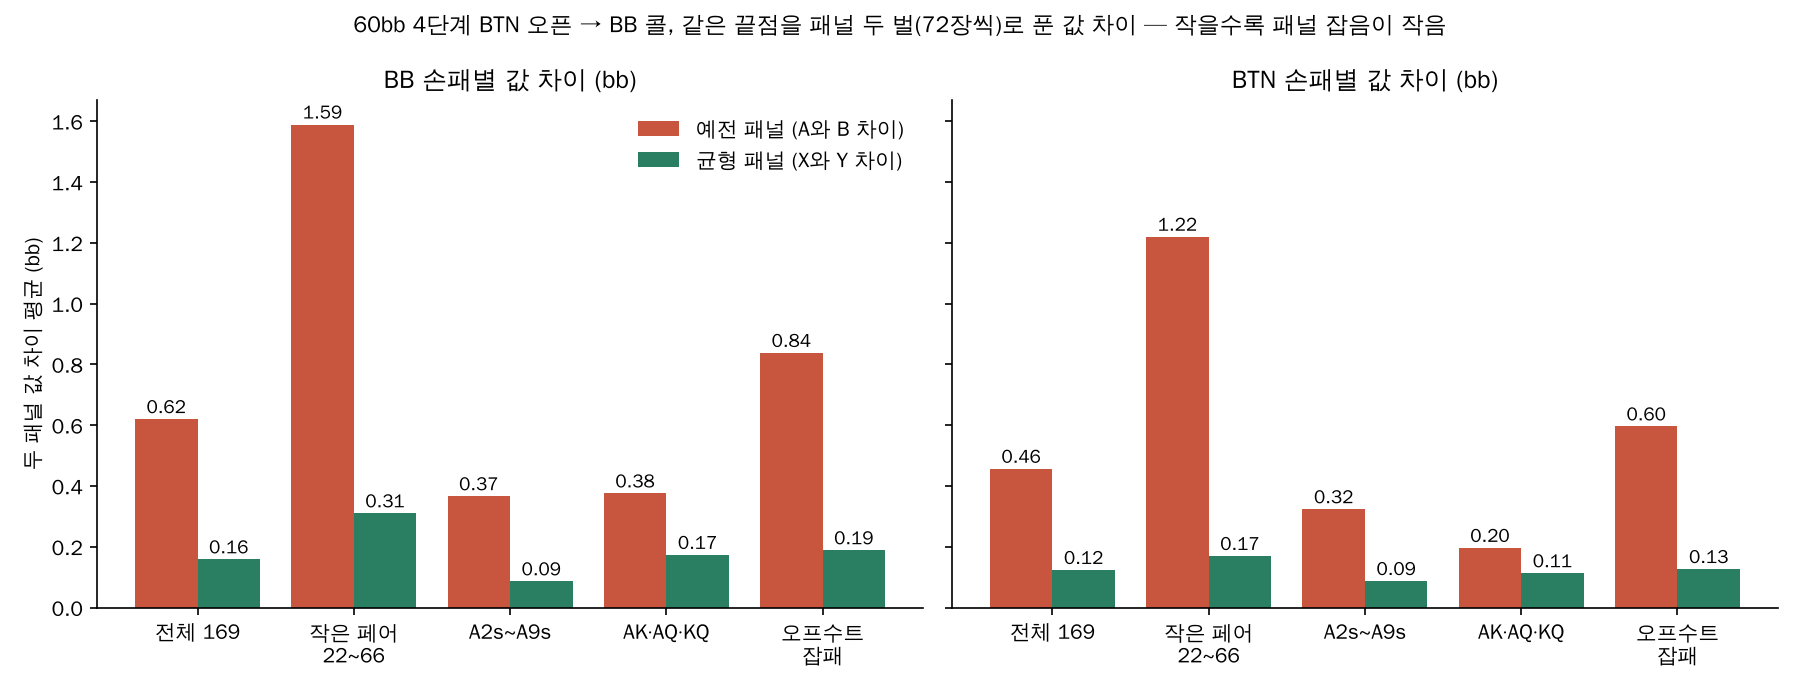 60bb 4단계 BTN 오픈 → BB 콜, 같은 끝점을 패널 두 벌(72장씩)로 푼 값 차이 — 작을수록 패널 잡음이 작음
BB 손패별 값 차이 (bb)
예전 패널 (A와 B 차이)
균형 패널 (X와 Y 차이)
두 패널 값 차이 평균 (bb)
1.6
1.4
1.2
1.0
0.8
0.6
0.4
0.2
0.0
0.62
0.16
1.59
0.31
0.37
0.09
0.38
0.17
0.84
0.19
전체 169
작은 페어
22~66
A2s~A9s
AK·AQ·KQ
오프수트
잡패
BTN 손패별 값 차이 (bb)
0.46
0.12
1.22
0.17
0.32
0.09
0.20
0.11
0.60
0.13
전체 169
작은 페어
22~66
A2s~A9s
AK·AQ·KQ
오프수트
잡패